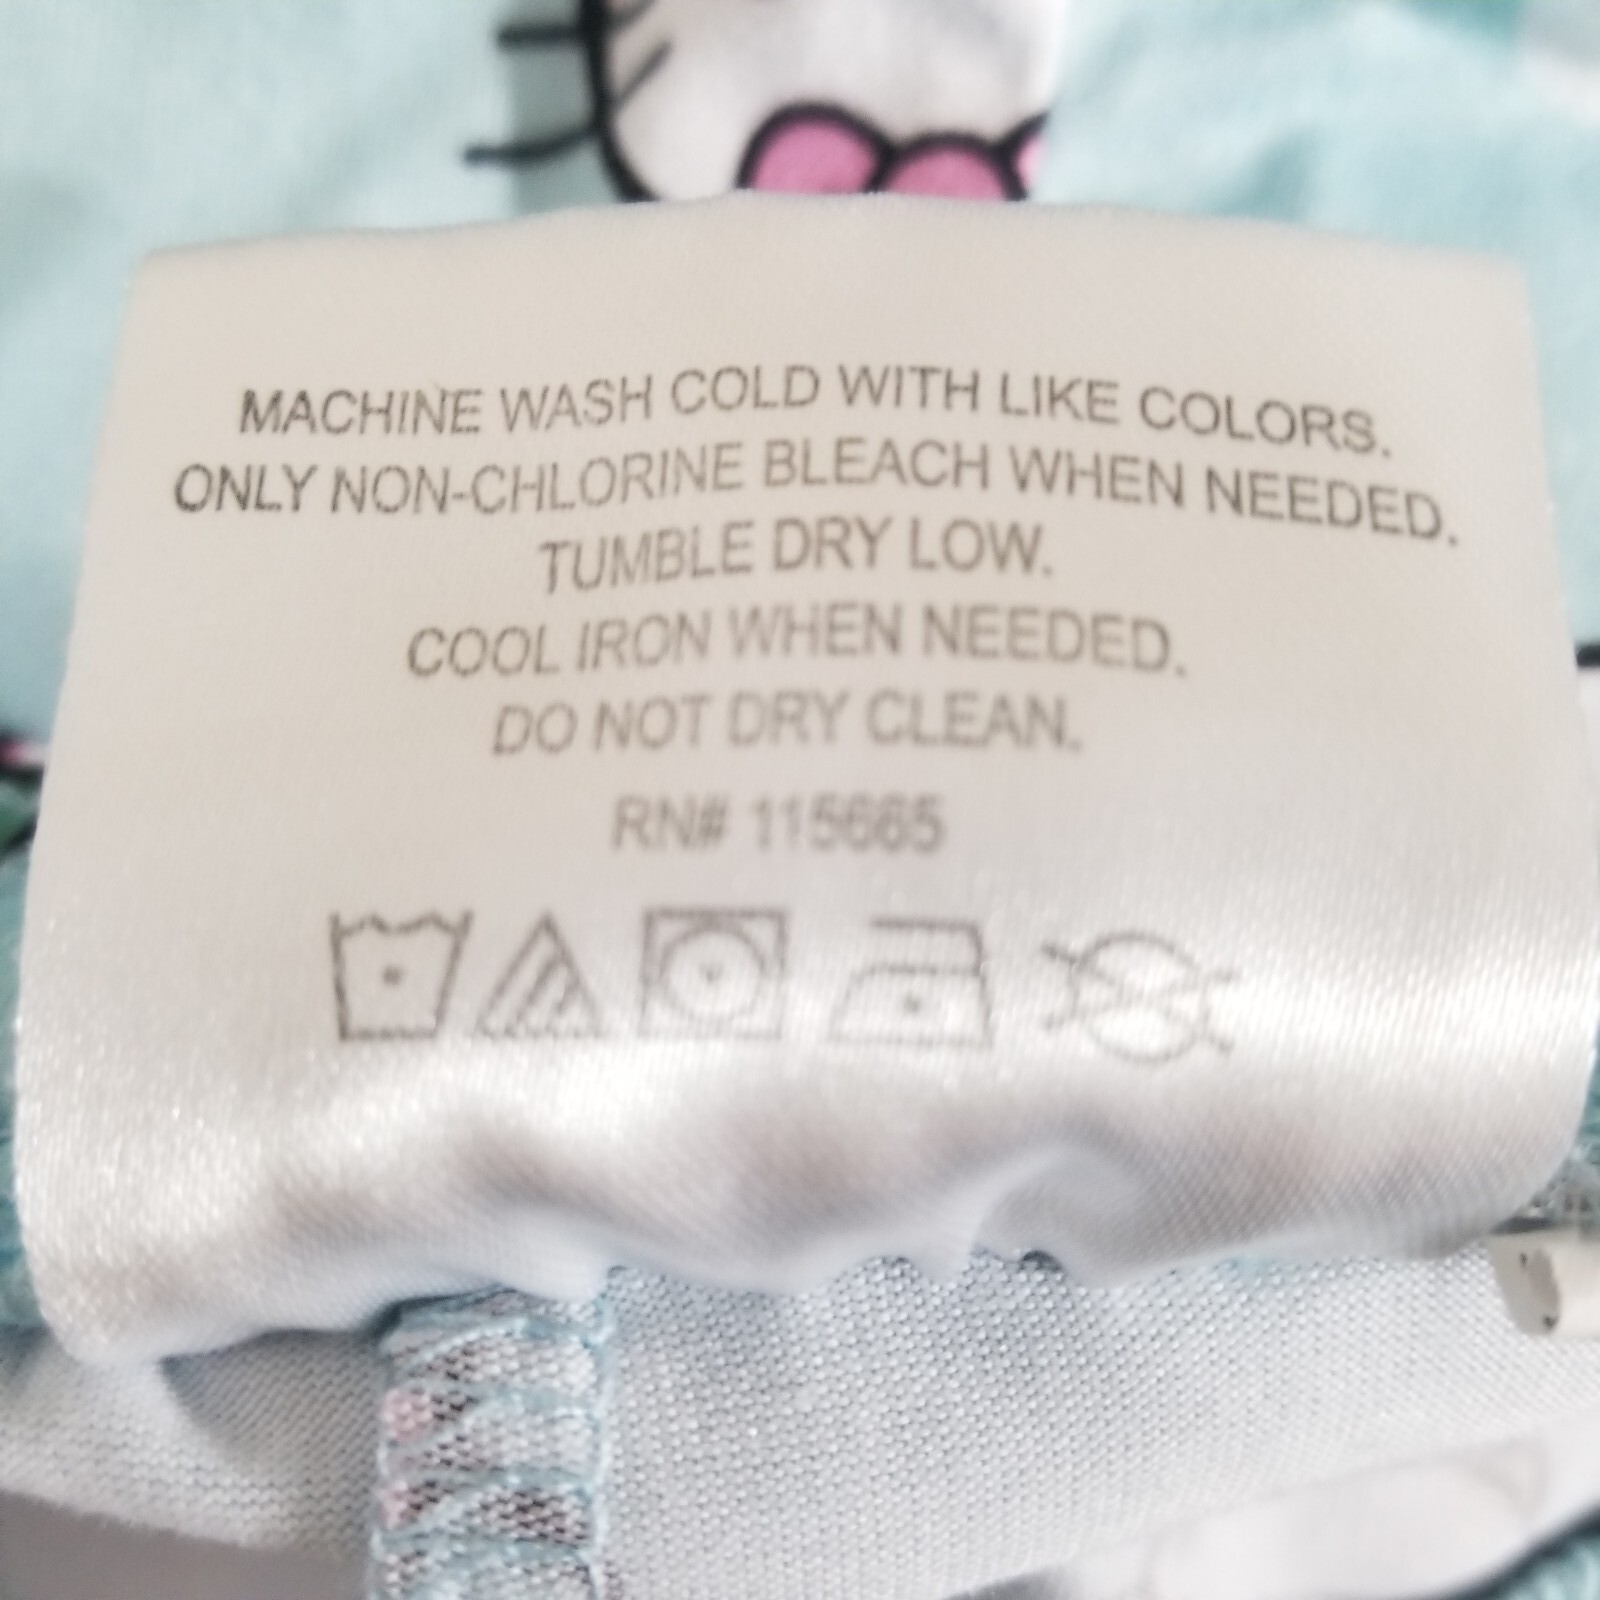 MACHINE WASH COLD WITH LIKE COLORS.
ONLY NON-CHLORINE BLEACH WHEN NEEDED.
TUMBLE DRY LOW.
COOL IRON WHEN NEEDED.
DO NOT DRY CLEAN.
RN# 115665